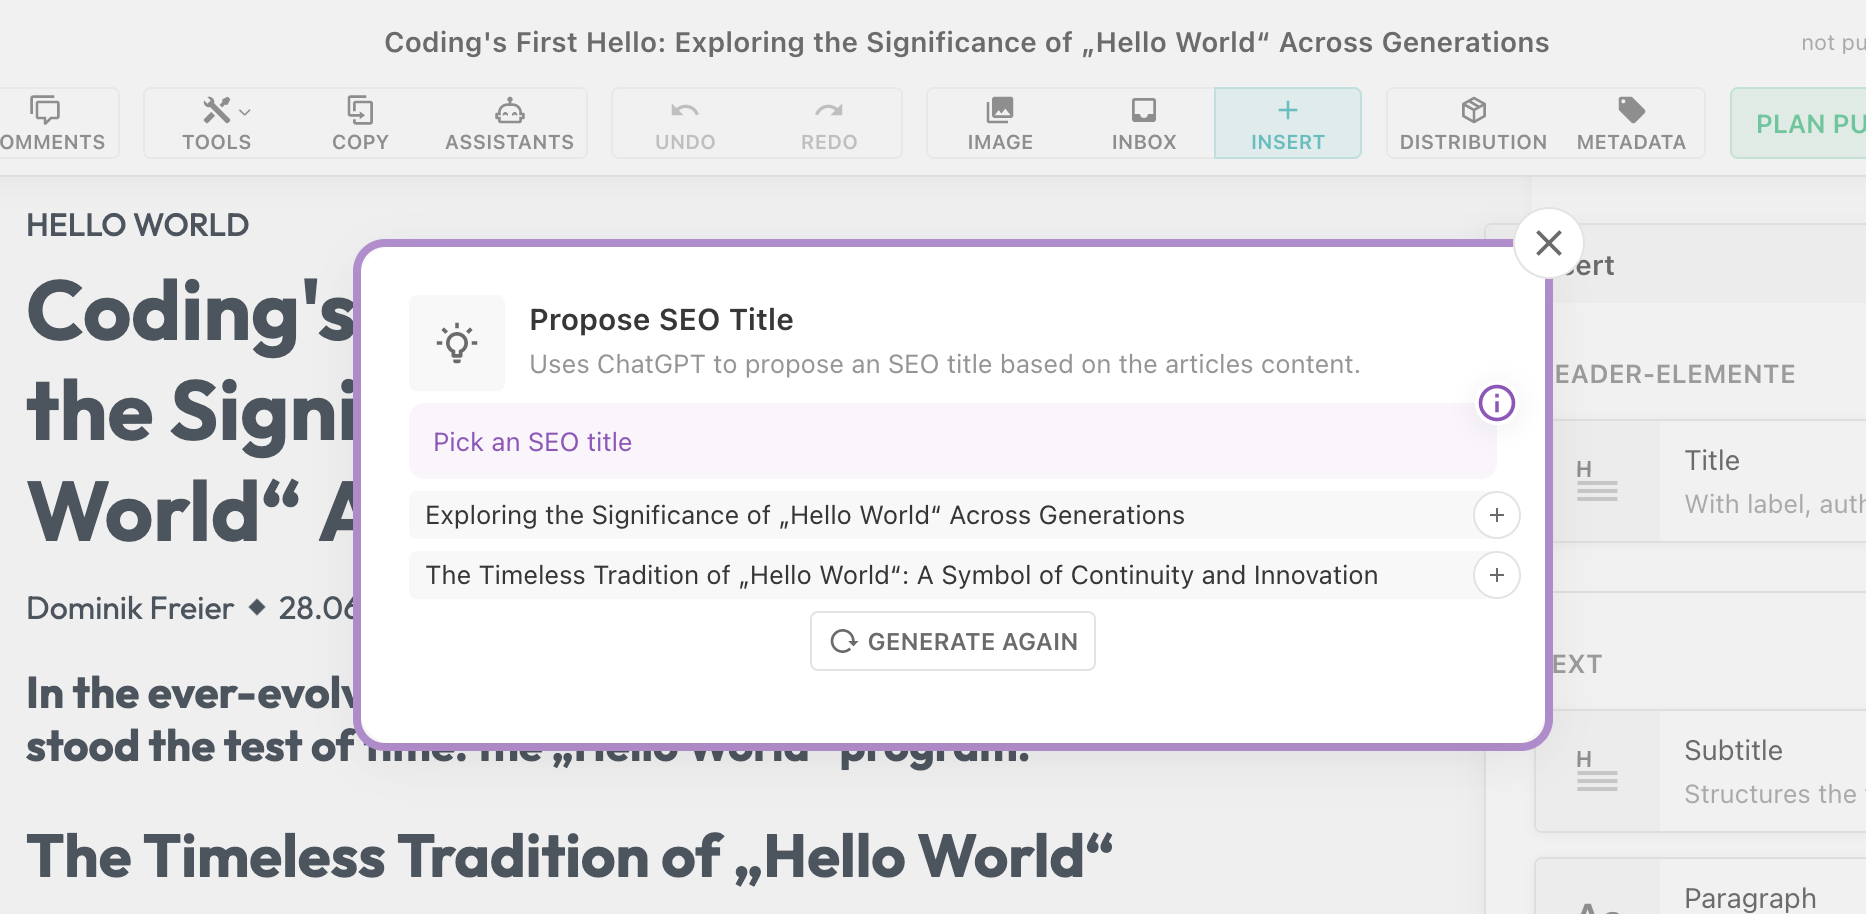 Coding's First Hello: Exploring the Significance of „Hello World“ Across Generations
not pu
OMMENTS
TOOLS
COPY
ASSISTANTS
UNDO
REDO
IMAGE
INBOX
INSERT
DISTRIBUTION
METADATA
PLAN PU
HELLO WORLD
Coding's
the Signi
World“ A
Dominik Freier ◆ 28.06
In the ever-evolv
stood the test of time: the „Hello World“ program.
The Timeless Tradition of „Hello World“
Propose SEO Title
Uses ChatGPT to propose an SEO title based on the articles content.
Pick an SEO title
Exploring the Significance of „Hello World“ Across Generations
The Timeless Tradition of „Hello World“: A Symbol of Continuity and Innovation
GENERATE AGAIN
sert
EADER-ELEMENTE
H
Title
With label, auth
EXT
H
Subtitle
Structures the
Paragraph